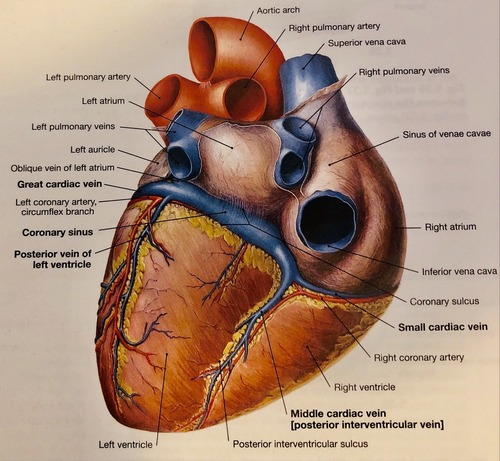 Aortic arch
Right pulmonary artery
Superior vena cava
Right pulmonary veins
Left pulmonary artery
Left atrium
Left pulmonary veins
Sinus of venae cavae
Left auricle
Oblique vein of left atrium
Great cardiac vein
Left coronary artery,
circumflex branch
Coronary sinus
Right atrium
Posterior vein of
left ventricle
Inferior vena cava
Coronary sulcus
Small cardiac vein
Right coronary artery
Right ventricle
Middle cardiac vein
[posterior interventricular vein]
Left ventricle
Posterior interventricular sulcus